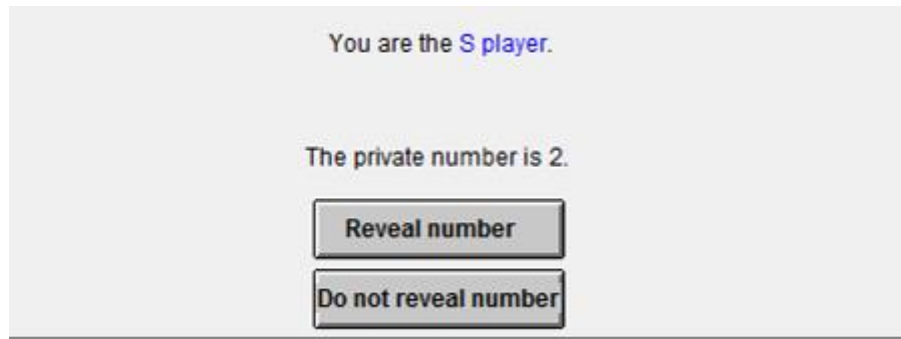 You are the S player.
The private number is 2.
Reveal number
Do not reveal number